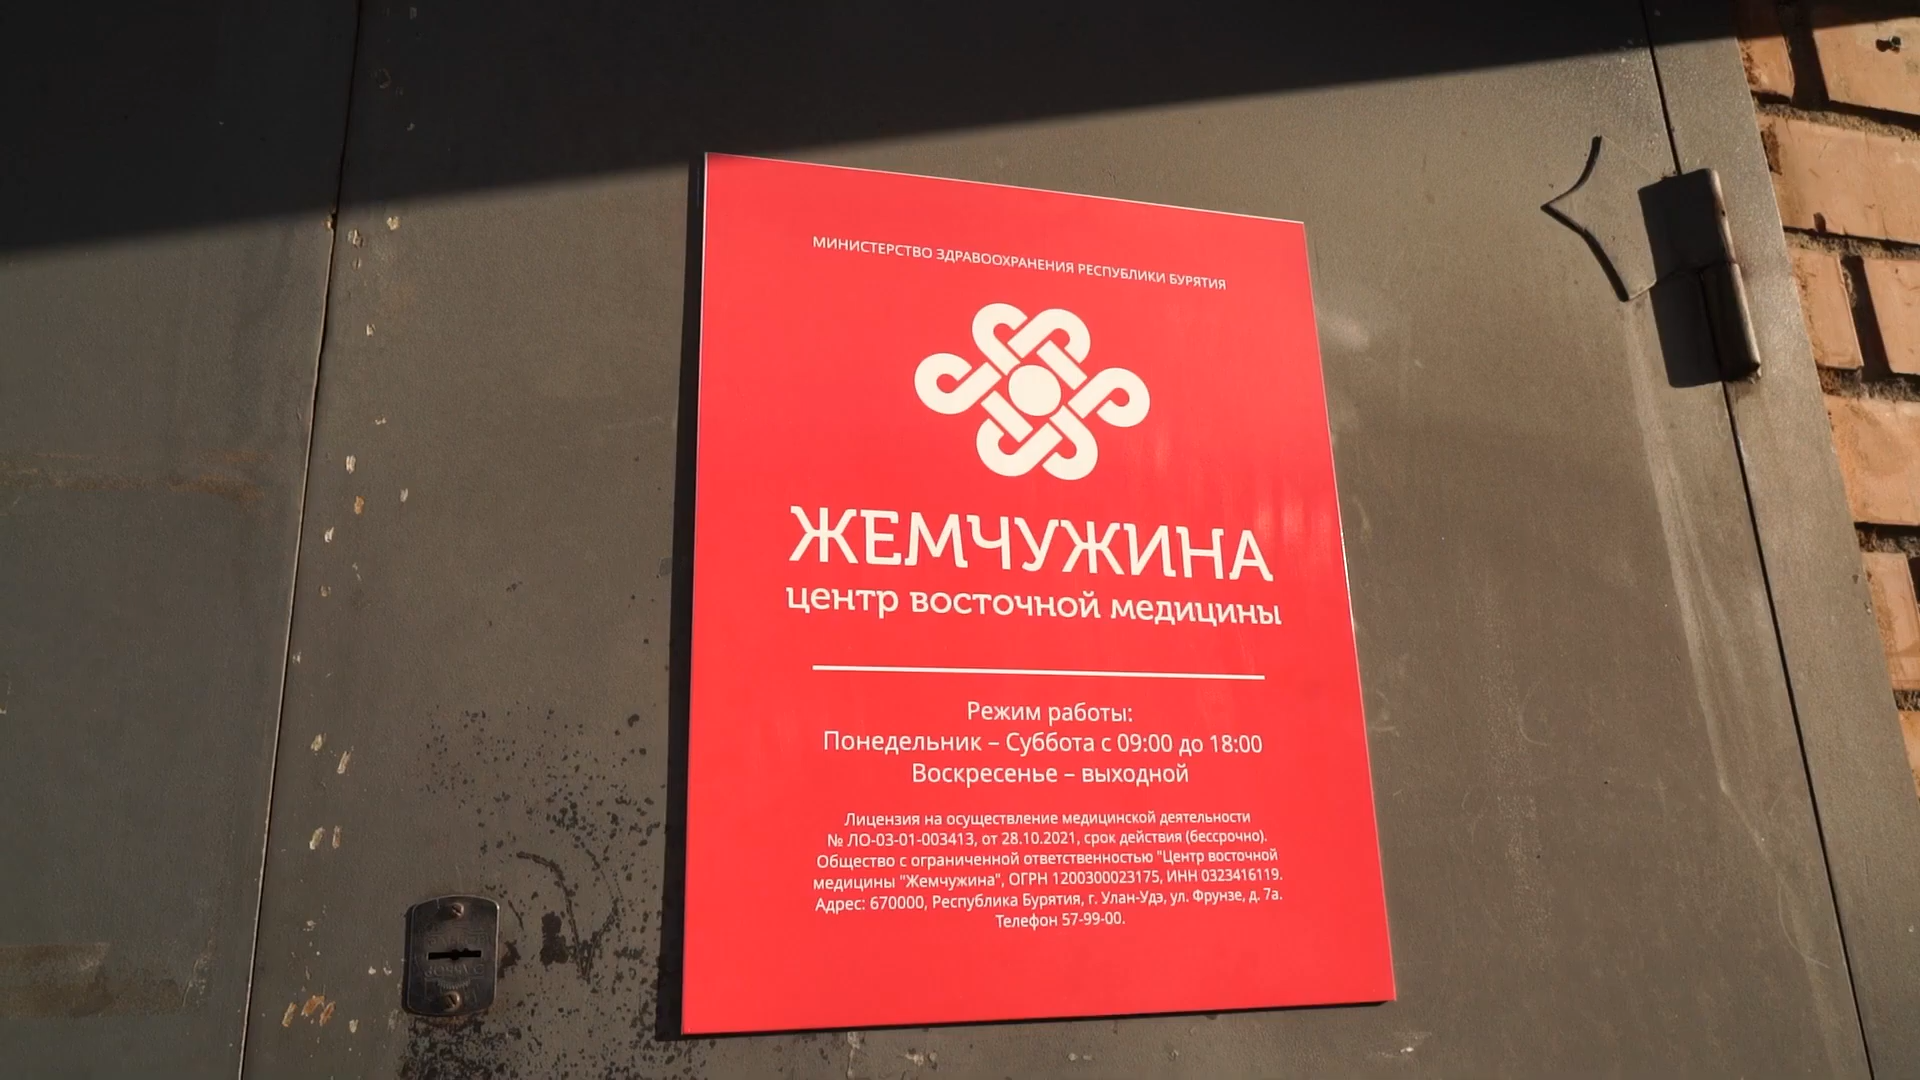 МИНИСТЕРСТВО ЗДРАВООХРАНЕНИЯ РЕСПУБЛИКИ БУРЯТИЯ
ЖЕМЧУЖИНА
центр восточной медицины
Режим работы:
Понедельник – Суббота с 09:00 до 18:00
Воскресенье – выходной
Лицензия на осуществление медицинской деятельности
№ ЛО-03-01-003413, от 28.10.2021, срок действия (бессрочно).
Общество с ограниченной ответственностью "Центр восточной
медицины "Жемчужина", ОГРН 1200300023175, ИНН 0323416119.
Адрес: 670000, Республика Бурятия, г. Улан-Удэ, ул. Фрунзе, д. 7а.
Телефон 57-99-00.